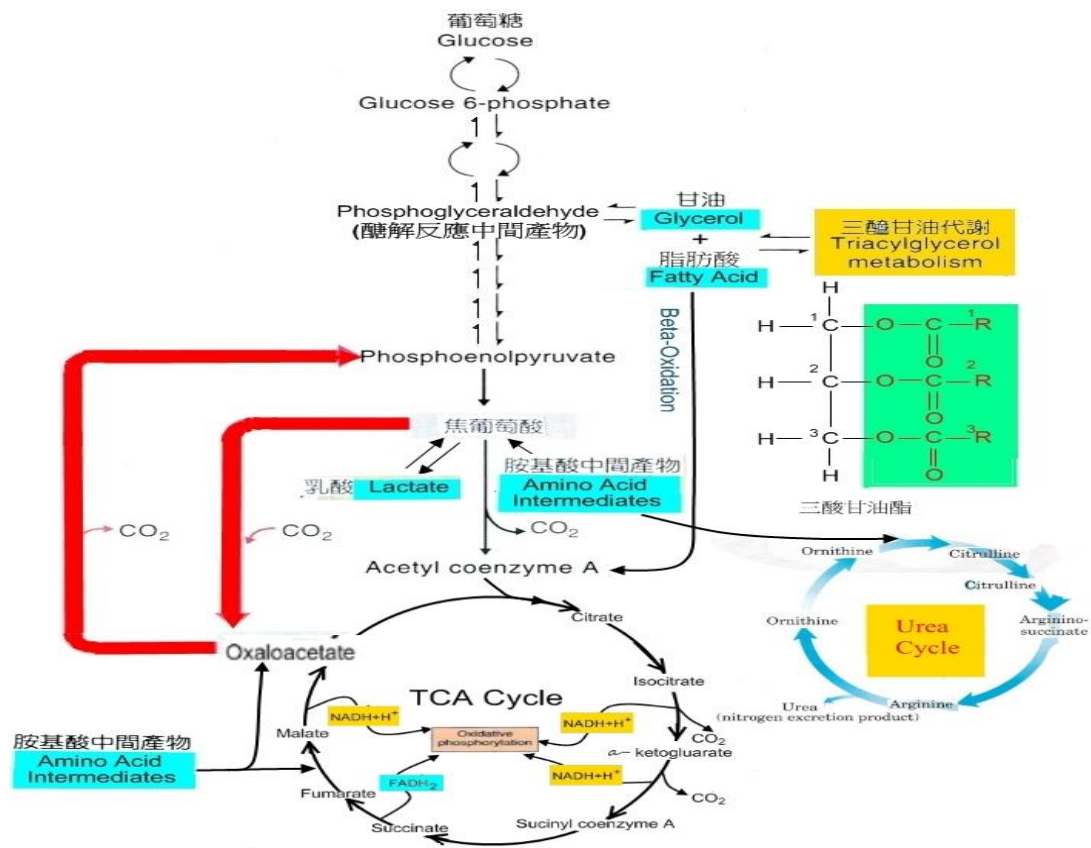 葡萄糖
Glucose
Glucose 6-phosphate
Phosphoglyceraldehyde
(醣解反應中間產物)
甘油
Glycerol
+
脂肪酸
Fatty Acid
三醯甘油代謝
Triacylglycerol
metabolism
Beta-Oxidation
H
H 1 C O C 1 R
O
H 2 C O C 2 R
O
H 3 C O C 3 R
H O
三酸甘油酯
Phosphoenolpyruvate
焦葡萄酸
乳酸 Lactate
胺基酸中間產物
Amino Acid
Intermediates
CO2
CO2
CO2
Acetyl coenzyme A
Oxaloacetate
Citrate
Isocitrate
TCA Cycle
NADH+H+
NADH+H+
Oxidative
phosphorylation
CO2
α- ketogluarate
NADH+H+
CO2
FADH2
Malate
Fumarate
Succinate
Sucinyl coenzyme A
胺基酸中間產物
Amino Acid
Intermediates
Ornithine
Citrulline
Citrulline
Ornithine
Arginino-
succinate
Urea
Cycle
Urea
(nitrogen excretion product)
Arginine